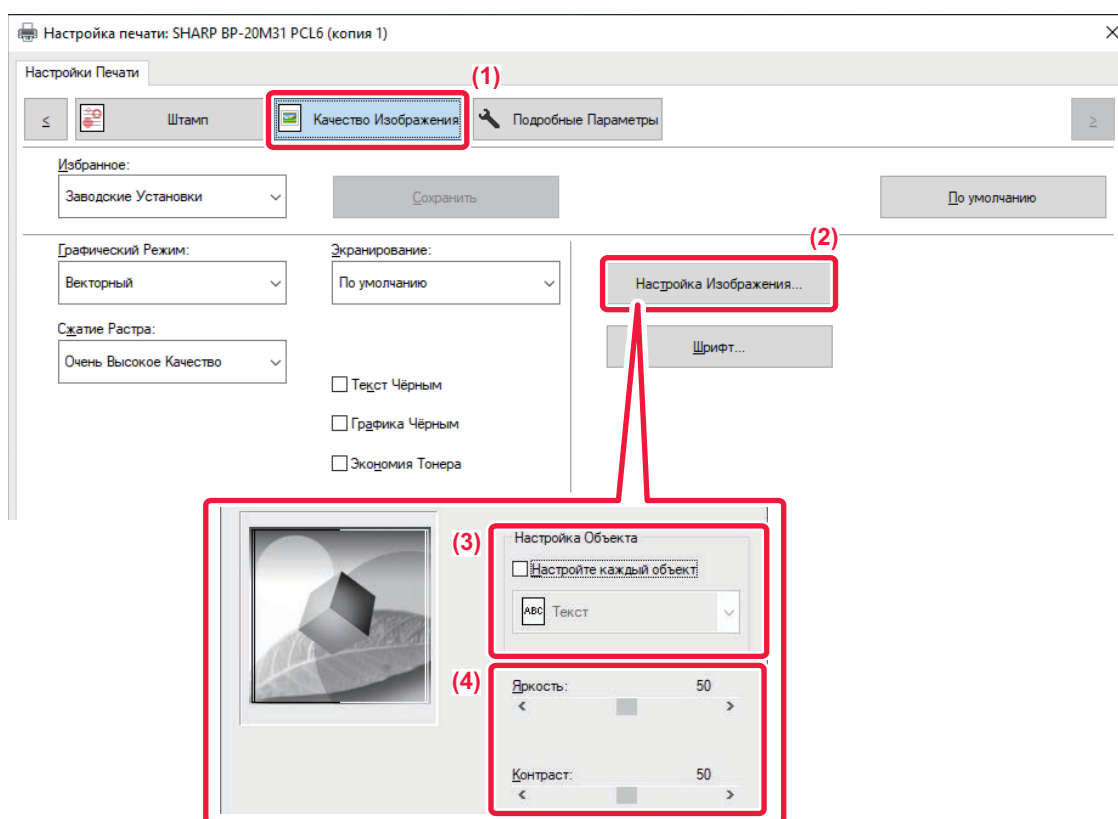 Настройка печати: SHARP BP-20M31 PCL6 (копия 1)
Настройки Печати
(1)
Штамп
Качество Изображения
Подробные Параметры
Избранное:
Заводские Установки
Сохранить
По умолчанию
(2)
Графический Режим:
Экранирование:
Векторный
По умолчанию
Настройка Изображения...
Сжатие Растра:
Очень Высокое Качество
Шрифт...
Текст Чёрным
Графика Чёрным
Экономия Тонера
(3)
Настройка Объекта
Настройте каждый объект
ABC Текст
(4)
Яркость: 50
Контраст: 50